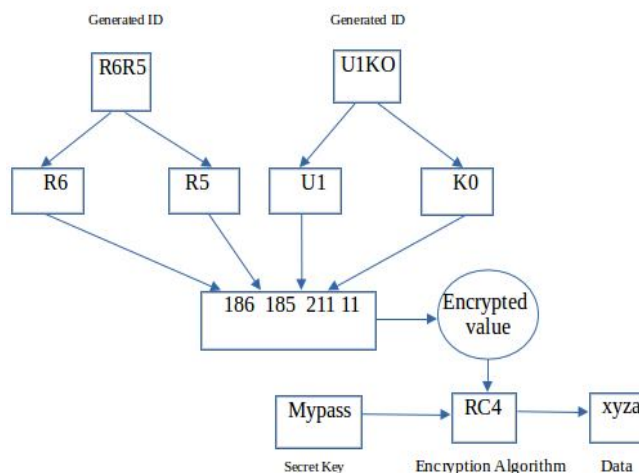 Generated ID Generated ID
R6R5 U1KO
R6 R5 U1 K0
186 185 211 11
Encrypted
value
Mypass RC4 xyza
Secret Key Encryption Algorithm Data